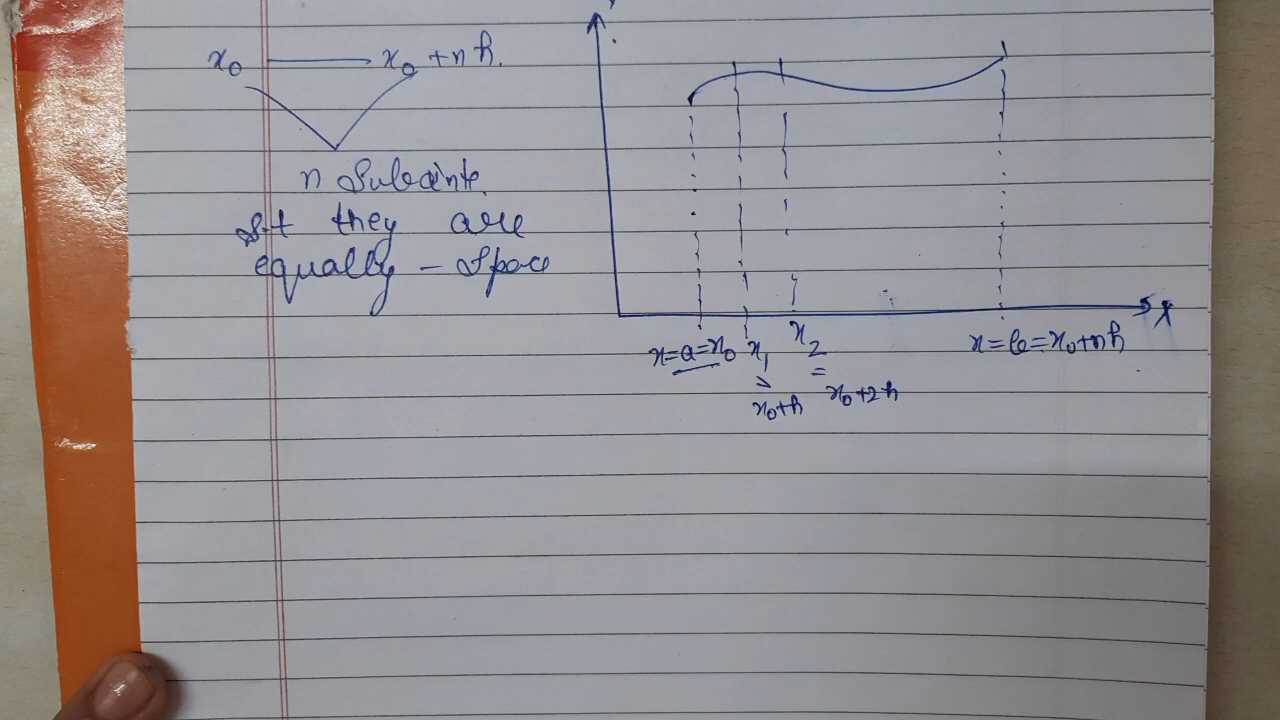 x₀ → x₀ + nh.
n Subints.
s.t they are
equally - Space
X
x=a=x₀ x₁ x₂ x=b=x₀+nh
= =
x₀+h x₀+2h